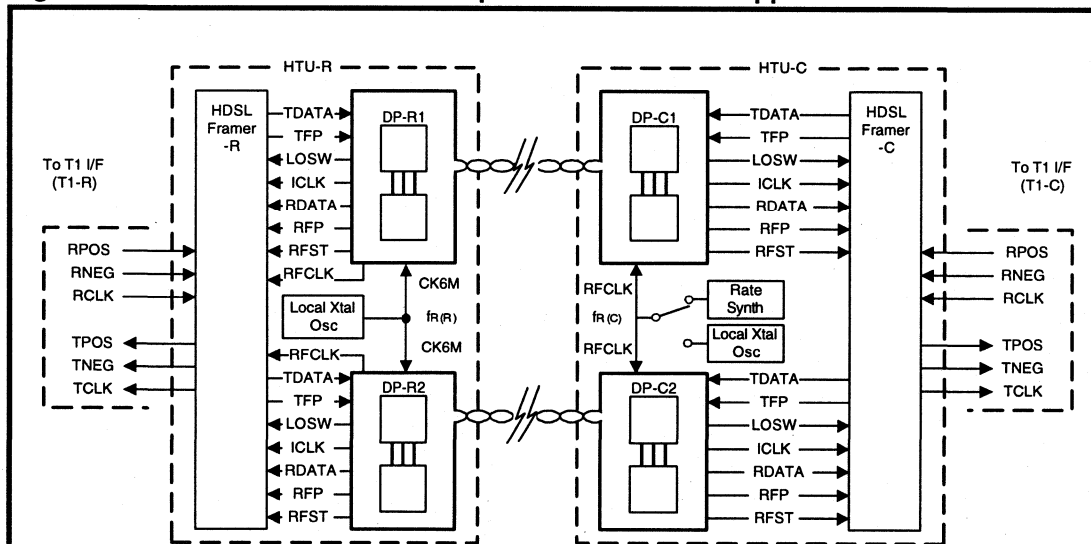 HTU-R
HTU-C
HDSL
Framer
-R
TDATA
TFP
LOSW
ICLK
RDATA
RFP
RFST
RFCLK
DP-R1
DP-C1
TDATA
TFP
LOSW
ICLK
RDATA
RFP
RFST
HDSL
Framer
-C
To T1 I/F
(T1-R)
To T1 I/F
(T1-C)
RPOS
RNEG
RCLK
TPOS
TNEG
TCLK
Local Xtal
Osc
CK6M
fR(R)
CK6M
RFCLK
fR(C)
RFCLK
Rate
Synth
Local Xtal
Osc
RPOS
RNEG
RCLK
TPOS
TNEG
TCLK
RFCLK
TDATA
TFP
LOSW
ICLK
RDATA
RFP
RFST
DP-R2
DP-C2
TDATA
TFP
LOSW
ICLK
RDATA
RFP
RFST